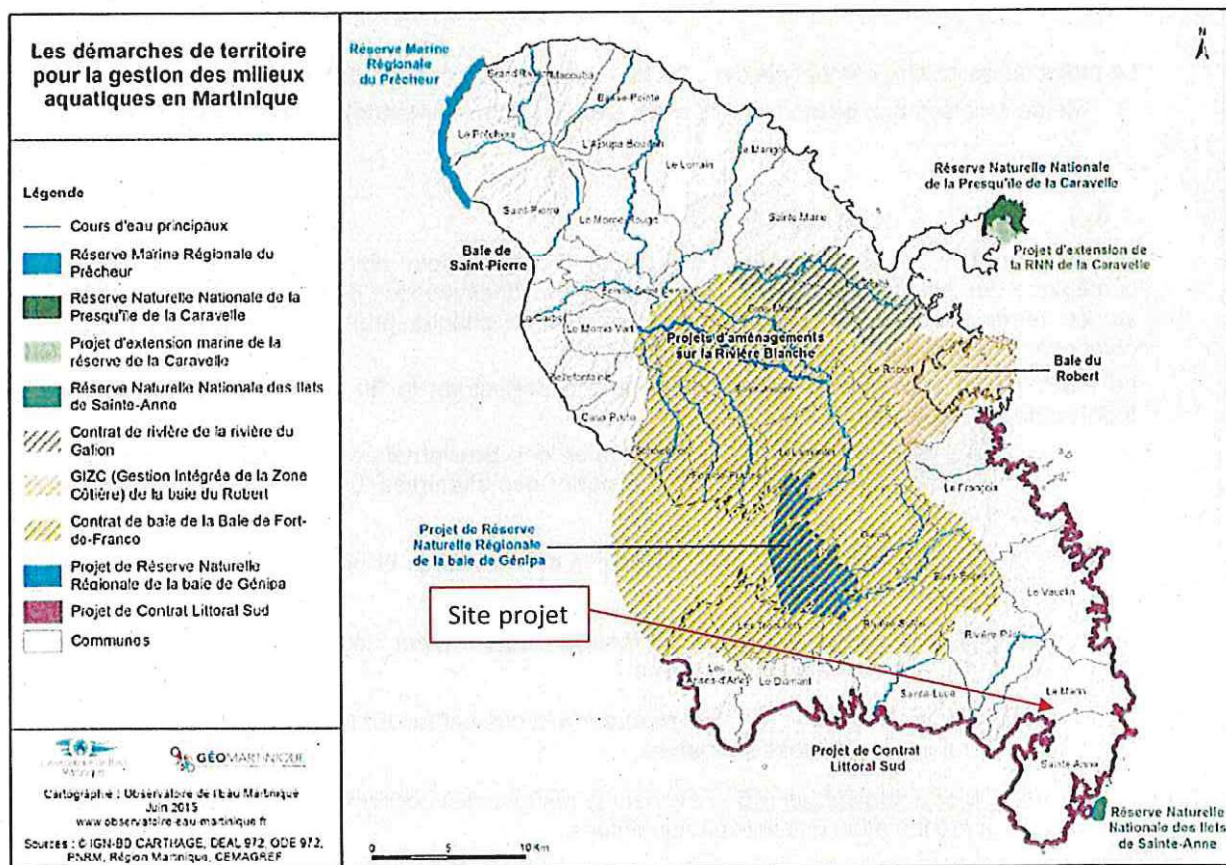 Les démarches de territoire
pour la gestion des milieux
aquatiques en Martinique
Légende
Cours d'eau principaux
Réserve Marine Régionale du
Prêcheur
Réserve Naturelle Nationale de la
Presqu'île de la Caravelle
Projet d'extension marine de la
réserve de la Caravelle
Réserve Naturelle Nationale des Ilets
de Sainte-Anne
Contrat de rivière de la rivière du
Galion
GIZC (Gestion Intégrée de la Zone
Côtière) de la baie du Robert
Contrat de baie de la Baie de Fort-
de-France
Projet de Réserve Naturelle
Régionale de la baie de Génipa
Projet de Contrat Littoral Sud
Communes
GÉOMARTINIQUE
Cartographie : Observatoire de l'Eau Martinique
Juin 2015
www.observatoire-eau-martinique.fr
Sources : © IGN-BD CARTHAGE, DEAL 972, ODE 972,
PNRM, Région Martinique, CEMAGREF
N
Réserve Marine
Régionale
du Prêcheur
Macouba
Basse-Pointe
Le Prêcheur
L'Ajoupa Bouillon
Le Lorrain
Le Marigot
Réserve Naturelle Nationale
de la Presqu'île de la Caravelle
Saint-Pierre
Le Morne Rouge
Sainte Marie
Baie de
Saint-Pierre
Projet d'extension de
la RNN de la Caravelle
Le Morne Vert
Projets d'aménagements
sur la Rivière Blanche
Le Robert
Baie du
Robert
Bellefontaine
Case Pilote
Le François
Projet de Réserve
Naturelle Régionale
de la baie de Génipa
Le Vauclin
Site projet
Rivière Salée
Rivière Pilote
Les
Anses-d'Arlet
Le Diamant
Sainte-Luce
Le Marin
Projet de Contrat
Littoral Sud
Sainte-Anne
Réserve Naturelle
Nationale des Ilets
de Sainte-Anne
0 5 10 Km